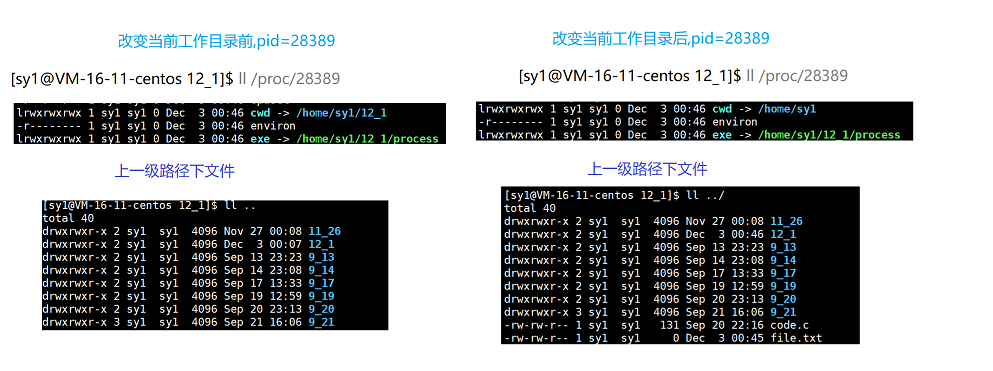 改变当前工作目录前,pid=28389
[sy1@VM-16-11-centos 12_1]$ ll /proc/28389
lrwxrwxrwx 1 sy1 sy1 0 Dec  3 00:46 cwd -> /home/sy1/12_1
-r-------- 1 sy1 sy1 0 Dec  3 00:46 environ
lrwxrwxrwx 1 sy1 sy1 0 Dec  3 00:46 exe -> /home/sy1/12_1/process
上一级路径下文件
[sy1@VM-16-11-centos 12_1]$ ll ..
total 40
drwxrwxr-x 2 sy1  sy1  4096 Nov 27 00:08 11_26
drwxrwxr-x 2 sy1  sy1  4096 Dec  3 00:07 12_1
drwxrwxr-x 2 sy1  sy1  4096 Sep 13 23:23 9_13
drwxrwxr-x 2 sy1  sy1  4096 Sep 14 23:08 9_14
drwxrwxr-x 2 sy1  sy1  4096 Sep 17 13:33 9_17
drwxrwxr-x 2 sy1  sy1  4096 Sep 19 12:59 9_19
drwxrwxr-x 2 sy1  sy1  4096 Sep 20 23:13 9_20
drwxrwxr-x 3 sy1  sy1  4096 Sep 21 16:06 9_21
改变当前工作目录后,pid=28389
[sy1@VM-16-11-centos 12_1]$ ll /proc/28389
lrwxrwxrwx 1 sy1 sy1 0 Dec  3 00:46 cwd -> /home/sy1
-r-------- 1 sy1 sy1 0 Dec  3 00:46 environ
lrwxrwxrwx 1 sy1 sy1 0 Dec  3 00:46 exe -> /home/sy1/12_1/process
上一级路径下文件
[sy1@VM-16-11-centos 12_1]$ ll ../
total 40
drwxrwxr-x 2 sy1  sy1  4096 Nov 27 00:08 11_26
drwxrwxr-x 2 sy1  sy1  4096 Dec  3 00:46 12_1
drwxrwxr-x 2 sy1  sy1  4096 Sep 13 23:23 9_13
drwxrwxr-x 2 sy1  sy1  4096 Sep 14 23:08 9_14
drwxrwxr-x 2 sy1  sy1  4096 Sep 17 13:33 9_17
drwxrwxr-x 2 sy1  sy1  4096 Sep 19 12:59 9_19
drwxrwxr-x 2 sy1  sy1  4096 Sep 20 23:13 9_20
drwxrwxr-x 3 sy1  sy1  4096 Sep 21 16:06 9_21
-rw-rw-r-- 1 sy1  sy1   131 Sep 20 22:16 code.c
-rw-rw-r-- 1 sy1  sy1     0 Dec  3 00:45 file.txt